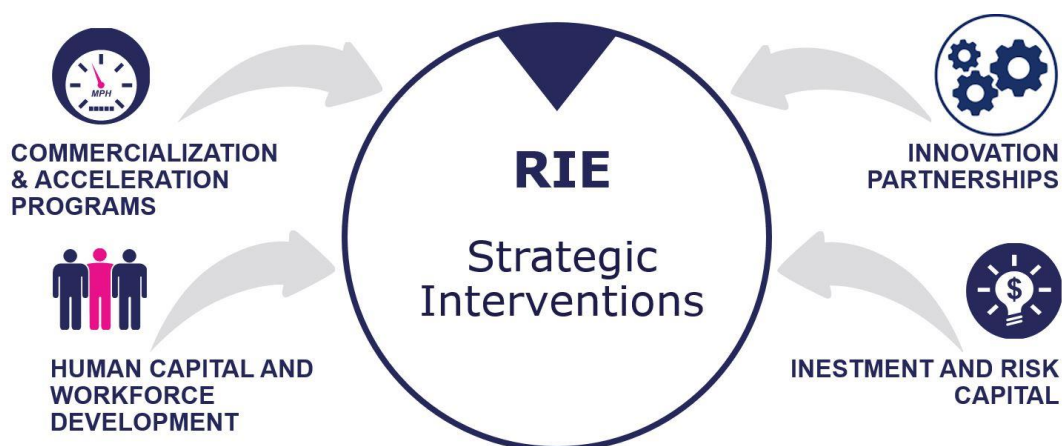 MPH
COMMERCIALIZATION
& ACCELERATION
PROGRAMS
HUMAN CAPITAL AND
WORKFORCE
DEVELOPMENT
RIE
Strategic
Interventions
INNOVATION
PARTNERSHIPS
$
INESTMENT AND RISK
CAPITAL